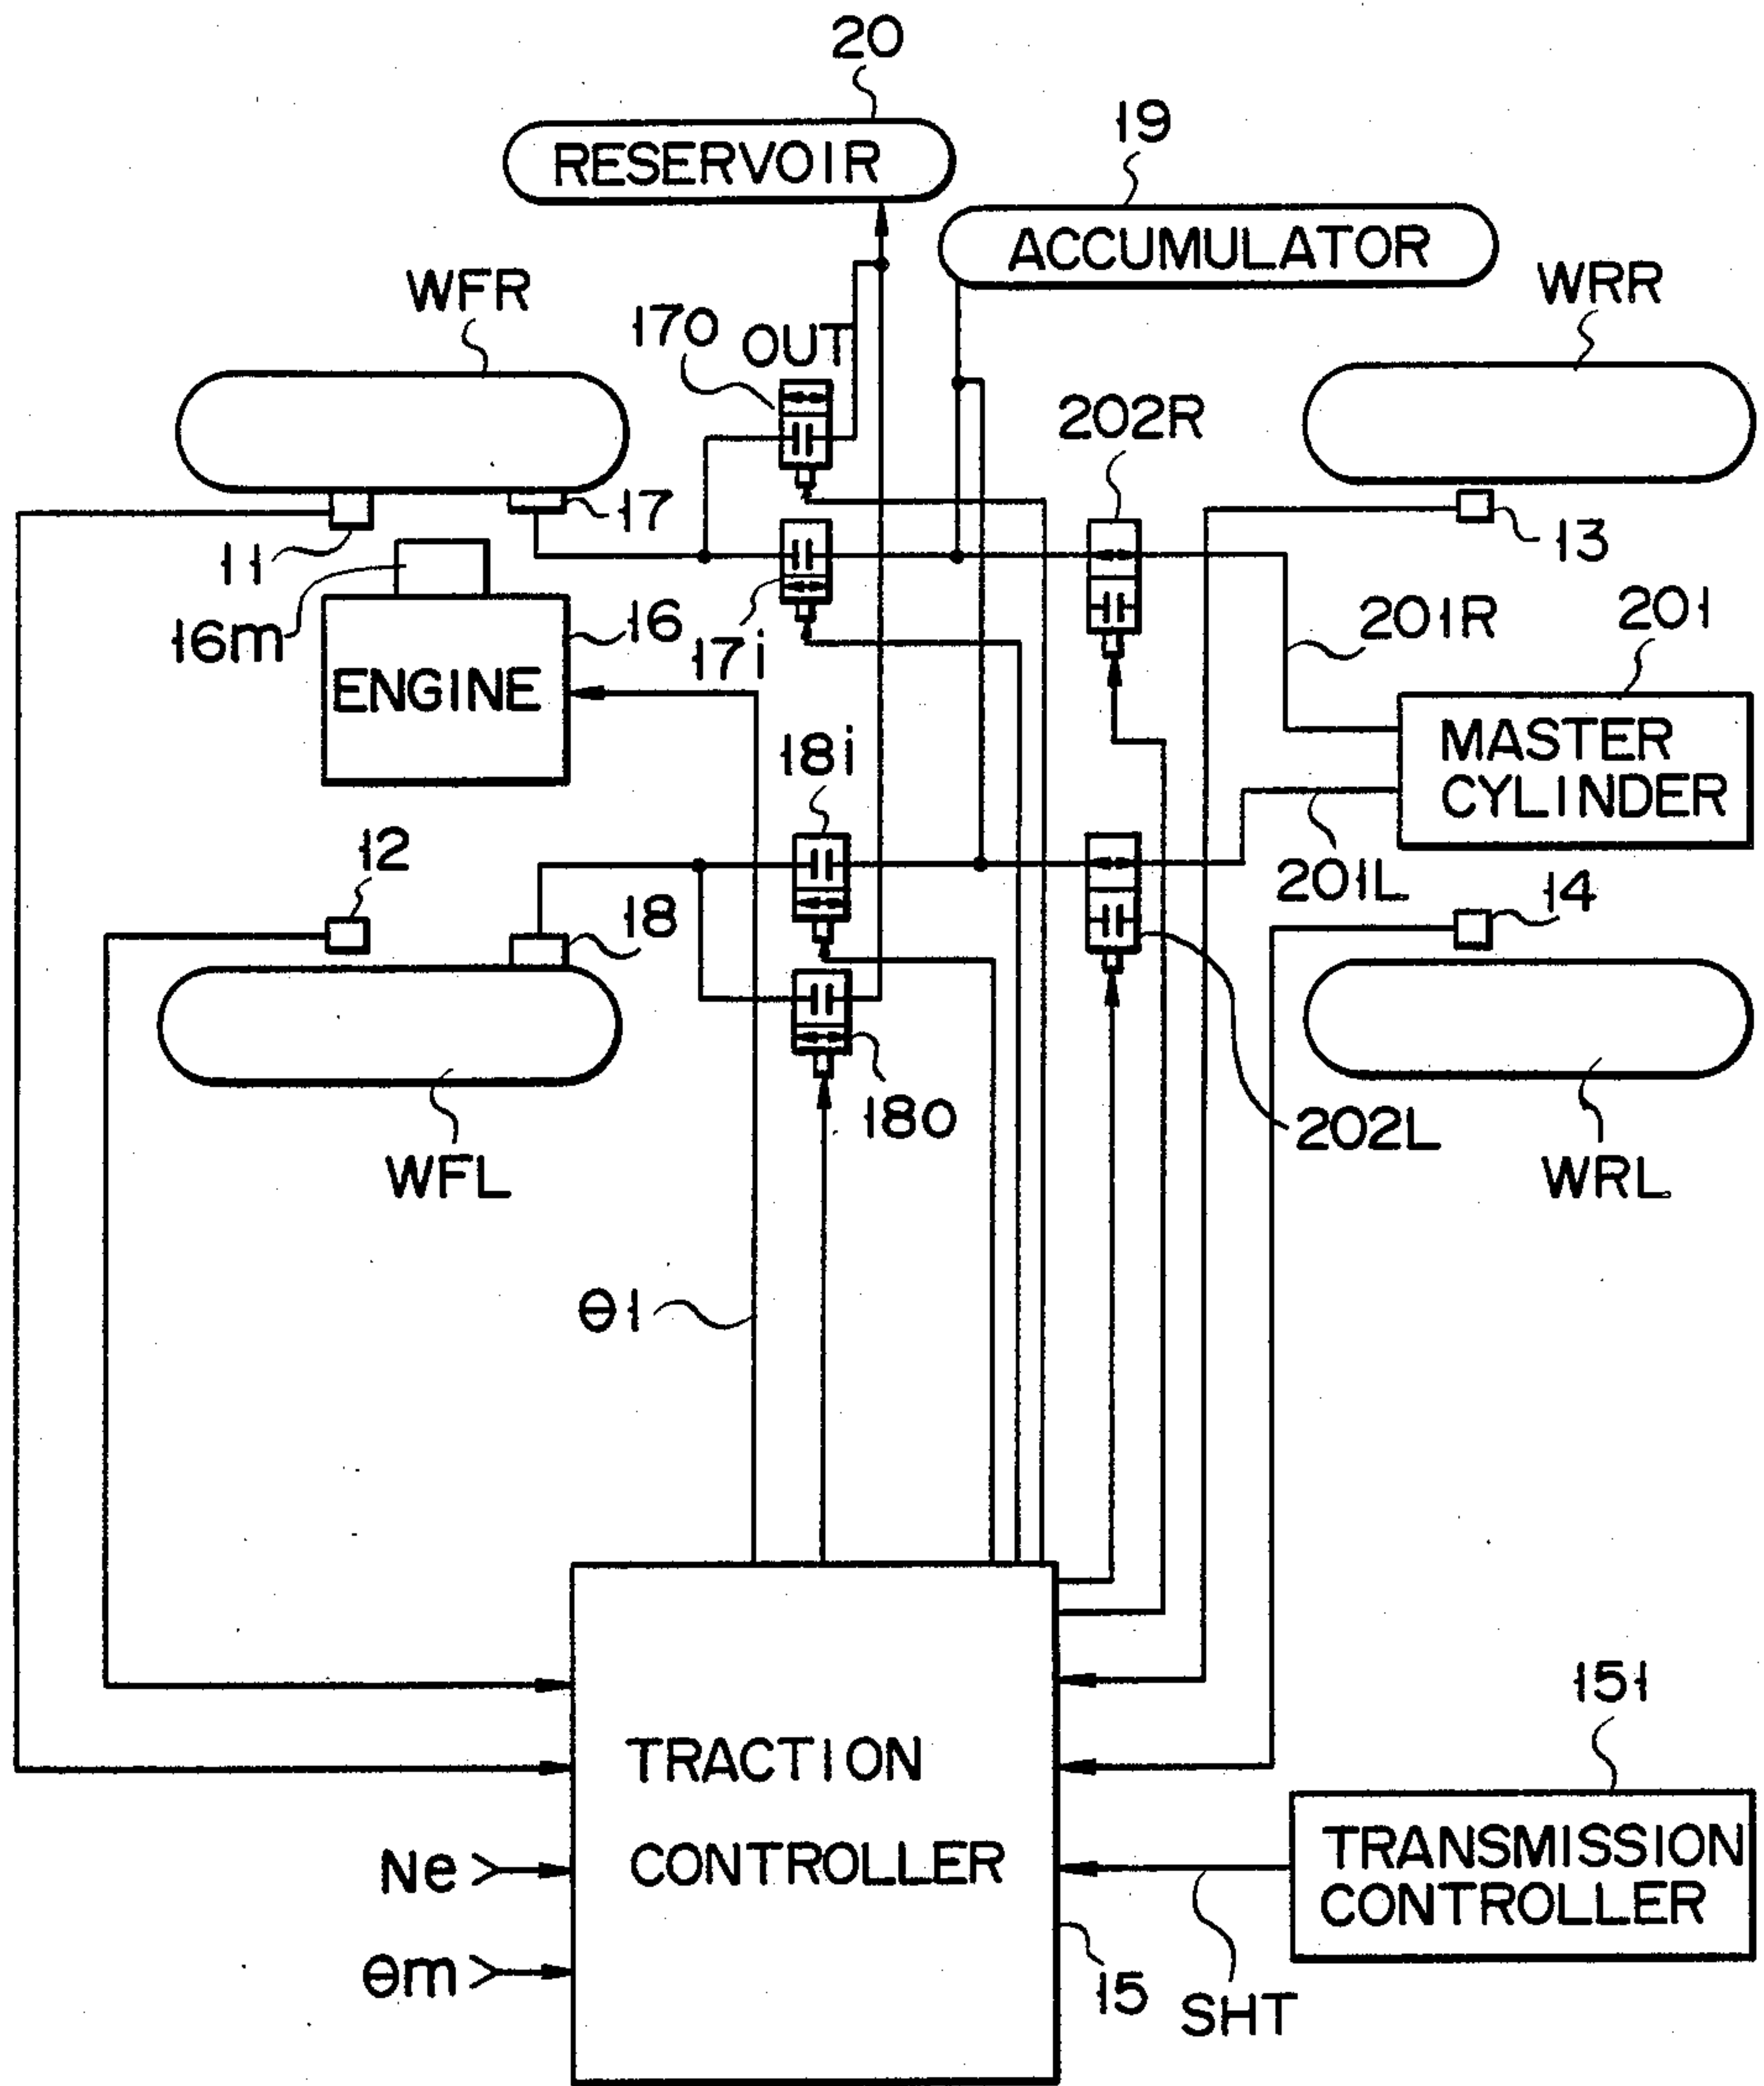 20
RESERVOIR
19
ACCUMULATOR
WFR
WRR
170
OUT
202R
17
11
13
16m
16
17i
201R
201
ENGINE
MASTER
CYLINDER
18i
12
18
201L
14
180
202L
WFL
WRL
θ1
151
TRACTION
CONTROLLER
TRANSMISSION
CONTROLLER
Ne
θm
15
SHT